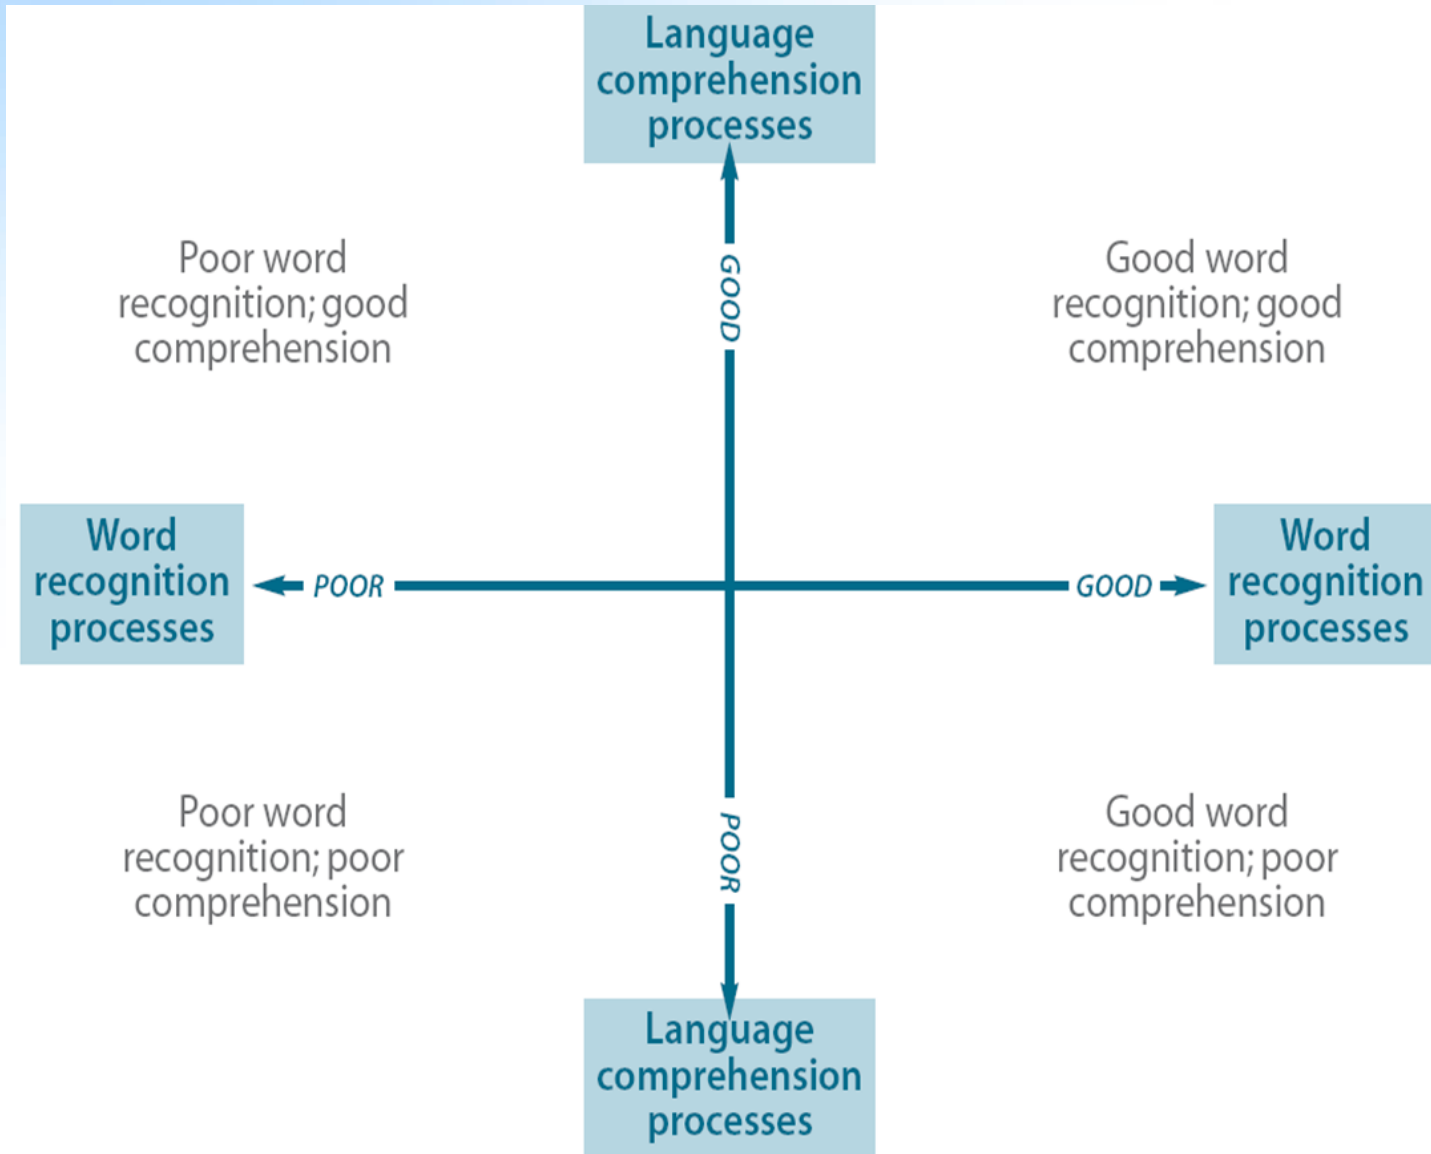 Language
comprehension
processes
GOOD
Poor word
recognition; good
comprehension
Good word
recognition; good
comprehension
Word
recognition
processes
POOR
GOOD
Word
recognition
processes
Poor word
recognition; poor
comprehension
POOR
Good word
recognition; poor
comprehension
Language
comprehension
processes